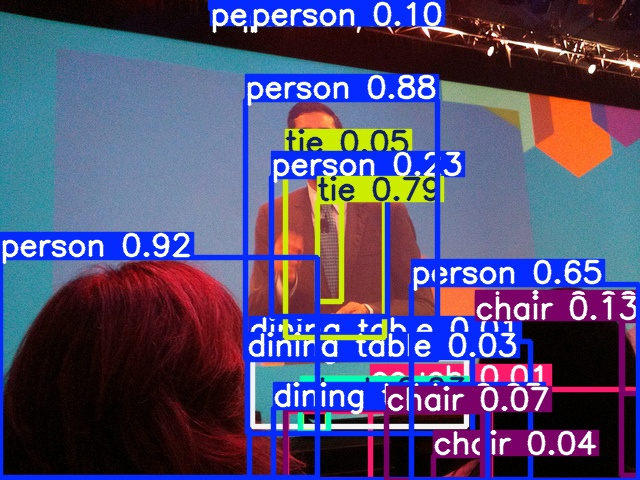 person 0.10
person 0.88
tie 0.05
person 0.23
tie 0.79
person 0.92
person 0.65
chair 0.13
dining table 0.01
dining table 0.03
0.01
dining
chair 0.07
chair 0.04